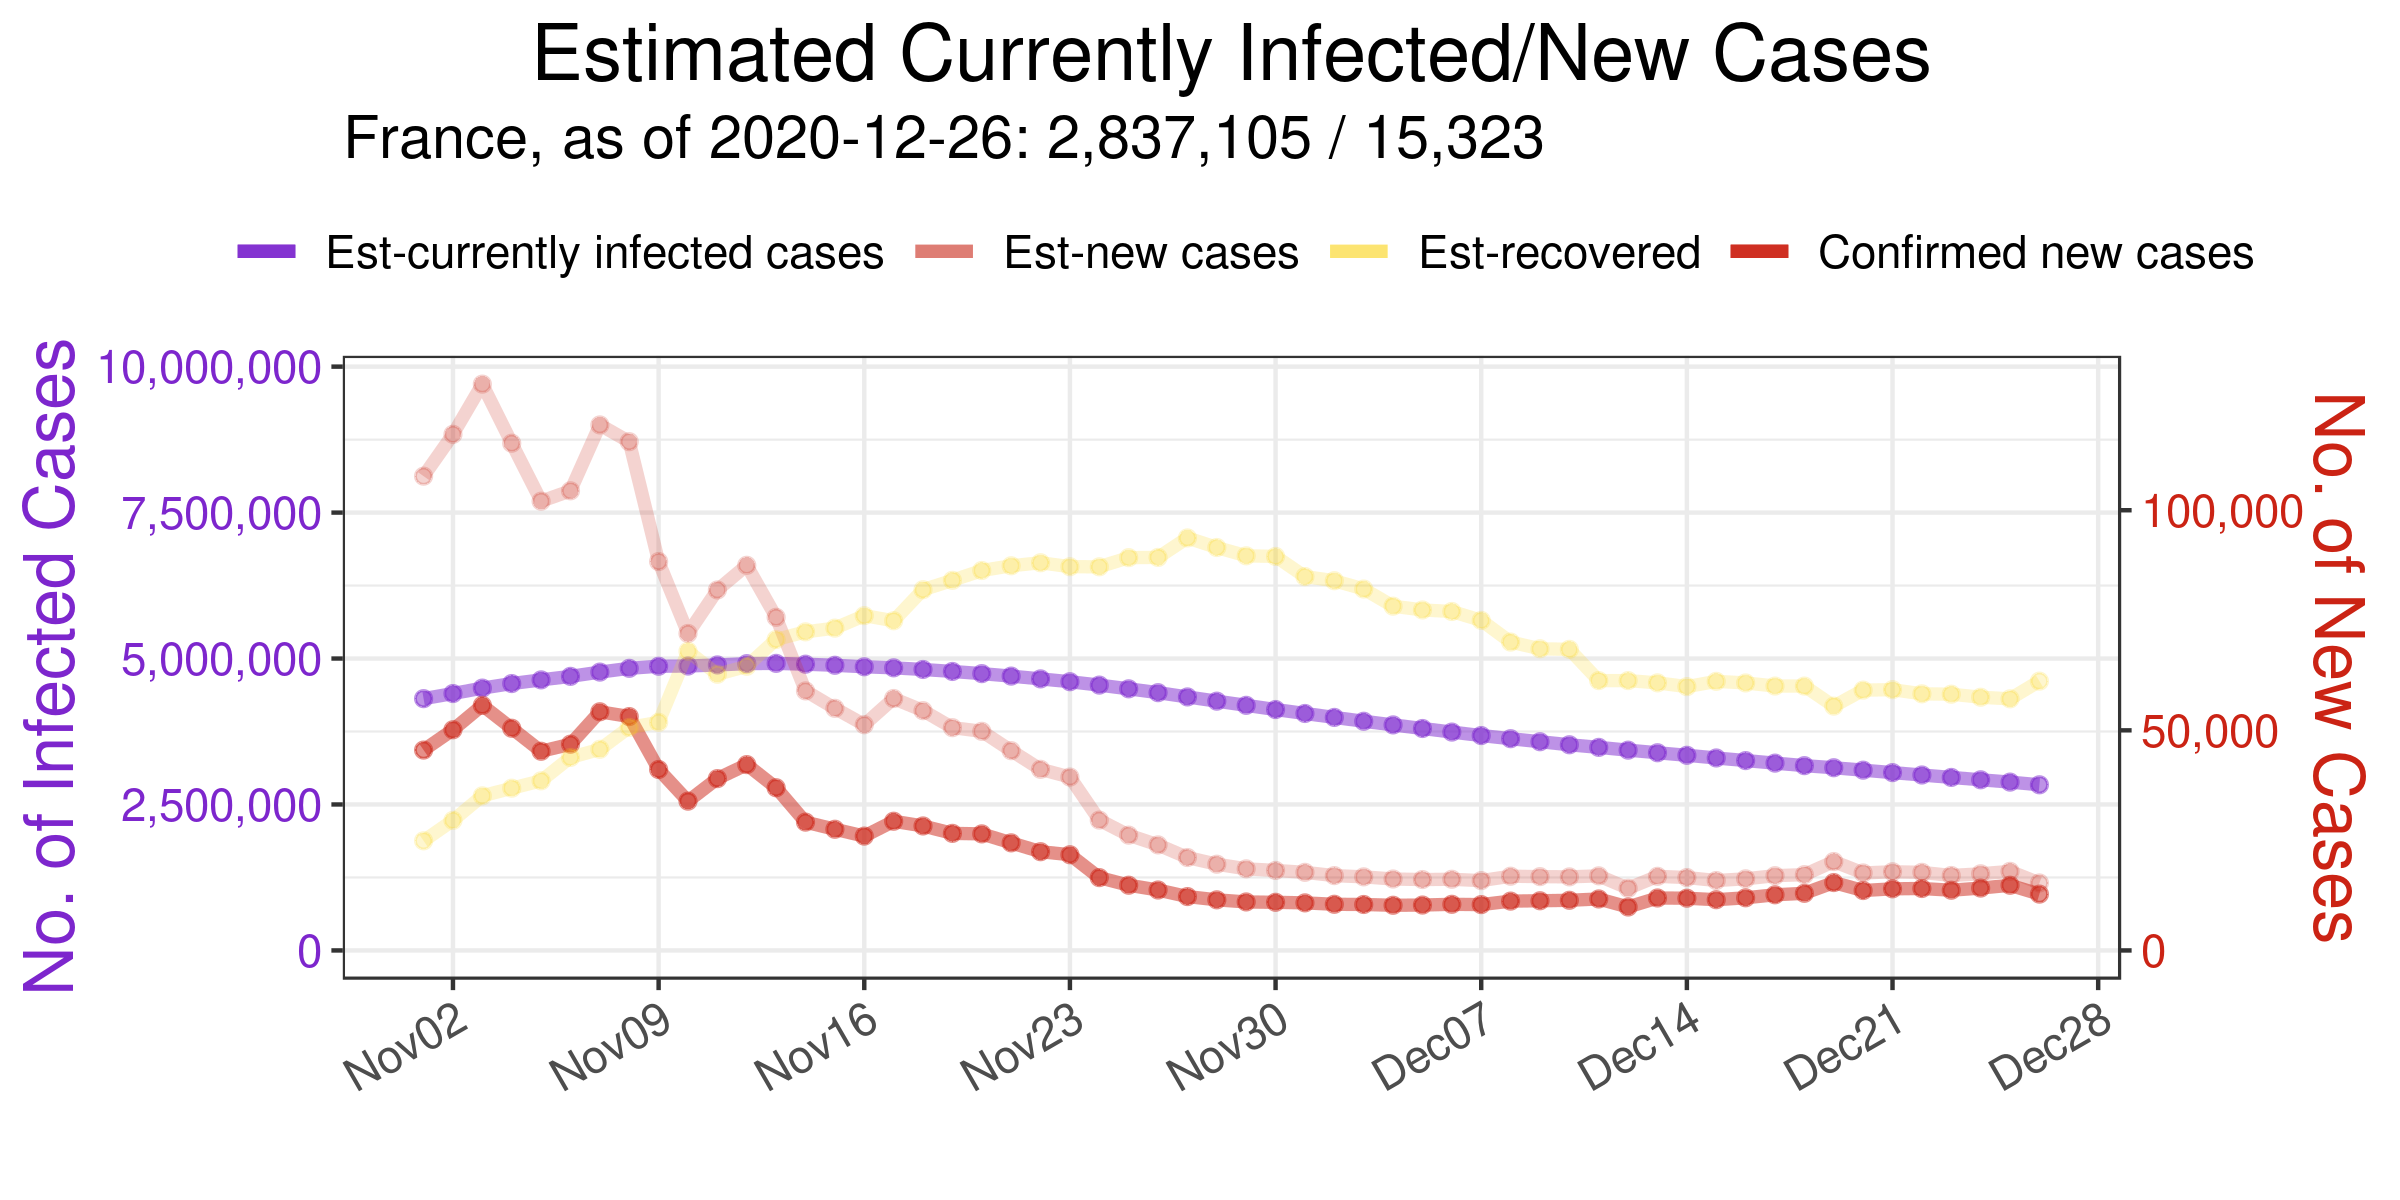 Estimated Currently Infected/New Cases
France, as of 2020-12-26: 2,837,105 / 15,323
Est-currently infected cases Est-new cases Est-recovered Confirmed new cases
No. of Infected Cases
10,000,000
7,500,000
5,000,000
2,500,000
0
No. of New Cases
100,000
50,000
0
Nov02 Nov09 Nov16 Nov23 Nov30 Dec07 Dec14 Dec21 Dec28